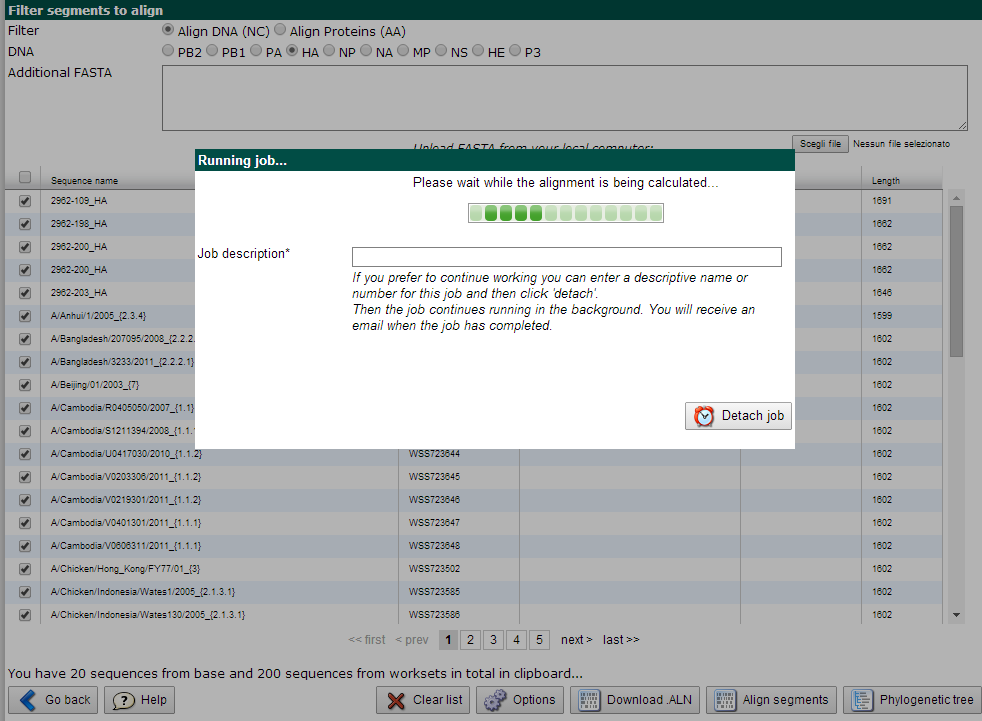 Filter segments to align
Filter Align DNA (NC) Align Proteins (AA)
DNA PB2 PB1 PA HA NP NA MP NS HE P3
Additional FASTA
Upload FASTA from your local computer: Scegli file Nessun file selezionato
Running job...
Please wait while the alignment is being calculated...
Job description*
If you prefer to continue working you can enter a descriptive name or
number for this job and then click 'detach'.
Then the job continues running in the background. You will receive an
email when the job has completed.
Detach job
Sequence name Length
2962-109_HA 1691
2962-198_HA 1662
2962-200_HA 1662
2962-200_HA 1662
2962-203_HA 1646
A/Anhui/1/2005_{2.3.4} 1599
A/Bangladesh/207095/2008_{2.2.2. 1602
A/Bangladesh/3233/2011_{2.2.2.1} 1602
A/Beijing/01/2003_{7} 1602
A/Cambodia/R0405050/2007_{1.1} 1602
A/Cambodia/S1211394/2008_{1.1. 1602
A/Cambodia/U0417030/2010_{1.1.2} WSS723644 1602
A/Cambodia/V0203306/2011_{1.1.2} WSS723645 1602
A/Cambodia/V0219301/2011_{1.1.2} WSS723646 1602
A/Cambodia/V0401301/2011_{1.1.1} WSS723647 1602
A/Cambodia/V0606311/2011_{1.1.1} WSS723648 1602
A/Chicken/Hong_Kong/FY77/01_{3} WSS723502 1602
A/Chicken/Indonesia/Wates1/2005_{2.1.3.1} WSS723585 1602
A/Chicken/Indonesia/Wates130/2005_{2.1.3.1} WSS723586 1602
<< first < prev 1 2 3 4 5 next > last >>
You have 20 sequences from base and 200 sequences from worksets in total in clipboard...
Go back Help Clear list Options Download .ALN Align segments Phylogenetic tree